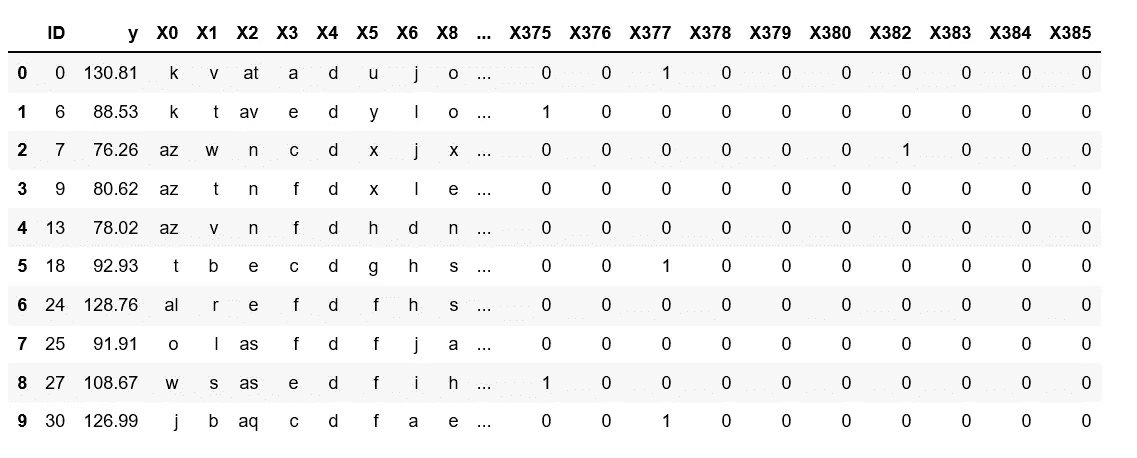 ID y X0 X1 X2 X3 X4 X5 X6 X8 ... X375 X376 X377 X378 X379 X380 X382 X383 X384 X385
0 0 130.81 k v at a d u j o ... 0 0 1 0 0 0 0 0 0 0
1 6 88.53 k t av e d y l o ... 1 0 0 0 0 0 0 0 0 0
2 7 76.26 az w n c d x j x ... 0 0 0 0 0 0 1 0 0 0
3 9 80.62 az t n f d x l e ... 0 0 0 0 0 0 0 0 0 0
4 13 78.02 az v n f d h d n ... 0 0 0 0 0 0 0 0 0 0
5 18 92.93 t b e c d g h s ... 0 0 1 0 0 0 0 0 0 0
6 24 128.76 al r e f d f h s ... 0 0 0 0 0 0 0 0 0 0
7 25 91.91 o l as f d f j a ... 0 0 0 0 0 0 0 0 0 0
8 27 108.67 w s as e d f i h ... 1 0 0 0 0 0 0 0 0 0
9 30 126.99 j b aq c d f a e ... 0 0 1 0 0 0 0 0 0 0